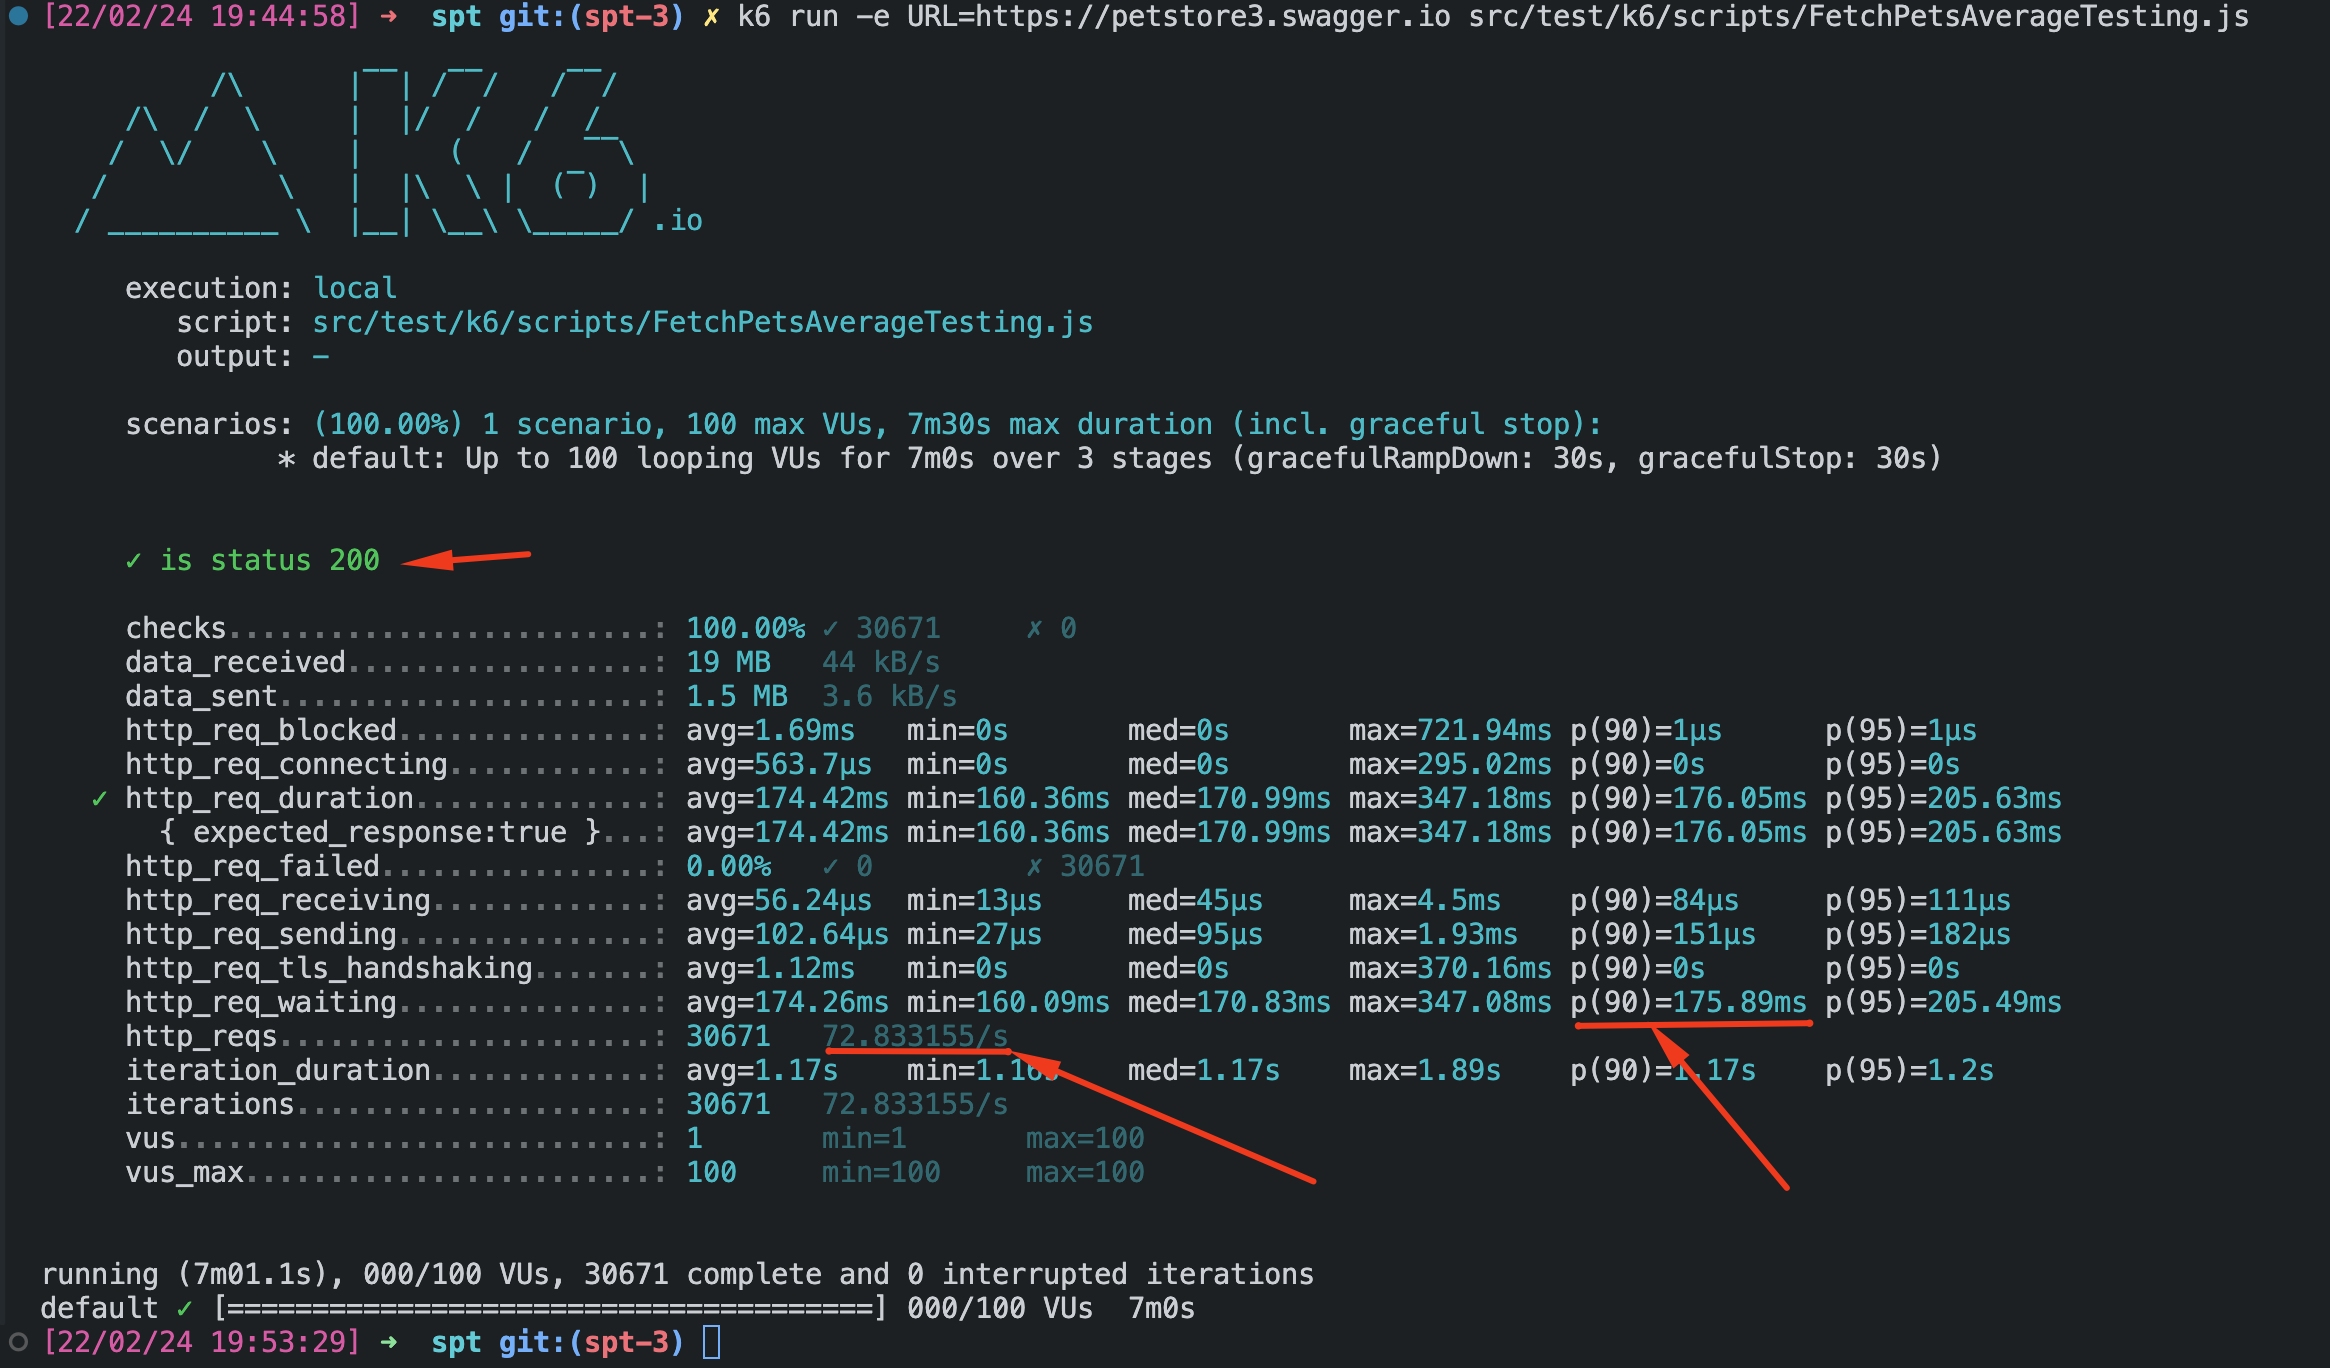 [22/02/24 19:44:58] ➜  spt git:(spt-3) ✗ k6 run -e URL=https://petstore3.swagger.io src/test/k6/scripts/FetchPetsAverageTesting.js
K6 .io
execution: local
script: src/test/k6/scripts/FetchPetsAverageTesting.js
output: -
scenarios: (100.00%) 1 scenario, 100 max VUs, 7m30s max duration (incl. graceful stop):
* default: Up to 100 looping VUs for 7m0s over 3 stages (gracefulRampDown: 30s, gracefulStop: 30s)
✓ is status 200
checks.........................: 100.00% ✓ 30671     ✗ 0
data_received..................: 19 MB   44 kB/s
data_sent......................: 1.5 MB  3.6 kB/s
http_req_blocked...............: avg=1.69ms   min=0s       med=0s       max=721.94ms p(90)=1µs      p(95)=1µs
http_req_connecting............: avg=563.7µs  min=0s       med=0s       max=295.02ms p(90)=0s       p(95)=0s
✓ http_req_duration..............: avg=174.42ms min=160.36ms med=170.99ms max=347.18ms p(90)=176.05ms p(95)=205.63ms
{ expected_response:true }...: avg=174.42ms min=160.36ms med=170.99ms max=347.18ms p(90)=176.05ms p(95)=205.63ms
http_req_failed................: 0.00%   ✓ 0         ✗ 30671
http_req_receiving.............: avg=56.24µs  min=13µs     med=45µs     max=4.5ms    p(90)=84µs     p(95)=111µs
http_req_sending...............: avg=102.64µs min=27µs     med=95µs     max=1.93ms   p(90)=151µs    p(95)=182µs
http_req_tls_handshaking.......: avg=1.12ms   min=0s       med=0s       max=370.16ms p(90)=0s       p(95)=0s
http_req_waiting...............: avg=174.26ms min=160.09ms med=170.83ms max=347.08ms p(90)=175.89ms p(95)=205.49ms
http_reqs......................: 30671   72.833155/s
iteration_duration.............: avg=1.17s    min=1.16s    med=1.17s    max=1.89s    p(90)=1.17s    p(95)=1.2s
iterations.....................: 30671   72.833155/s
vus............................: 1       min=1       max=100
vus_max........................: 100     min=100     max=100
running (7m01.1s), 000/100 VUs, 30671 complete and 0 interrupted iterations
default ✓ [======================================] 000/100 VUs  7m0s
[22/02/24 19:53:29] ➜  spt git:(spt-3)